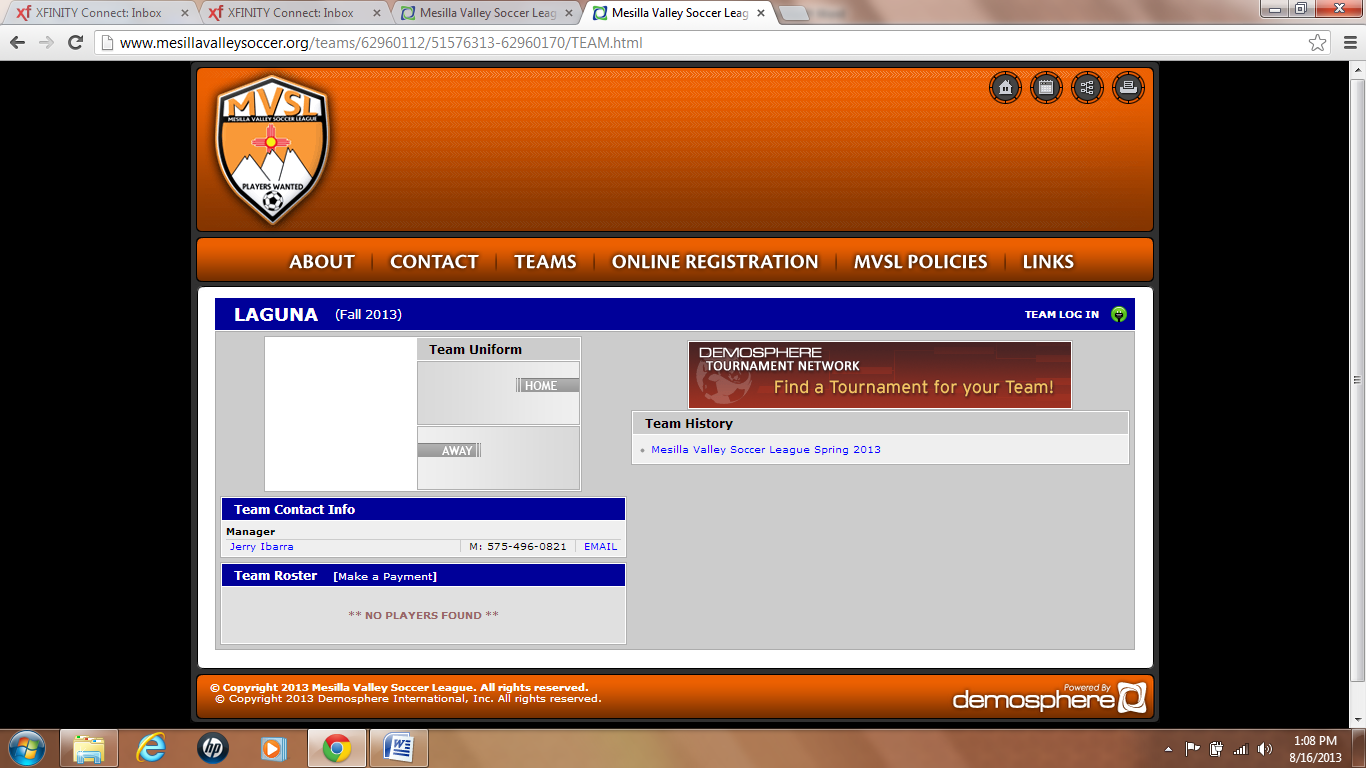 XFINITY Connect: Inbox
XFINITY Connect: Inbox
Mesilla Valley Soccer Leag
Mesilla Valley Soccer Leag
www.mesillavalleysoccer.org/teams/62960112/51576313-62960170/TEAM.html
MVSL
MESILLA VALLEY SOCCER LEAGUE
PLAYERS WANTED
ABOUT | CONTACT | TEAMS | ONLINE REGISTRATION | MVSL POLICIES | LINKS
LAGUNA (Fall 2013) TEAM LOG IN
Team Uniform
HOME
AWAY
DEMOSPHERE
TOURNAMENT NETWORK
Find a Tournament for your Team!
Team History
Mesilla Valley Soccer League Spring 2013
Team Contact Info
Manager
Jerry Ibarra M: 575-496-0821 EMAIL
Team Roster [Make a Payment]
** NO PLAYERS FOUND **
© Copyright 2013 Mesilla Valley Soccer League. All rights reserved.
© Copyright 2013 Demosphere International, Inc. All rights reserved.
Powered By
demosphere
hp
1:08 PM
8/16/2013